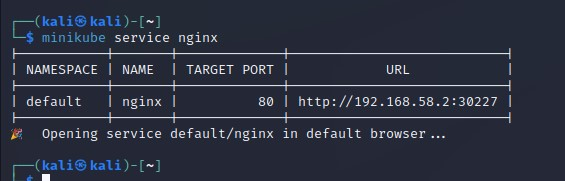 ┌──(kali㉿kali)-[~]
└─$ minikube service nginx
| NAMESPACE | NAME | TARGET PORT | URL |
| default | nginx | 80 | http://192.168.58.2:30227 |
🎉 Opening service default/nginx in default browser...
┌──(kali㉿kali)-[~]
└─$